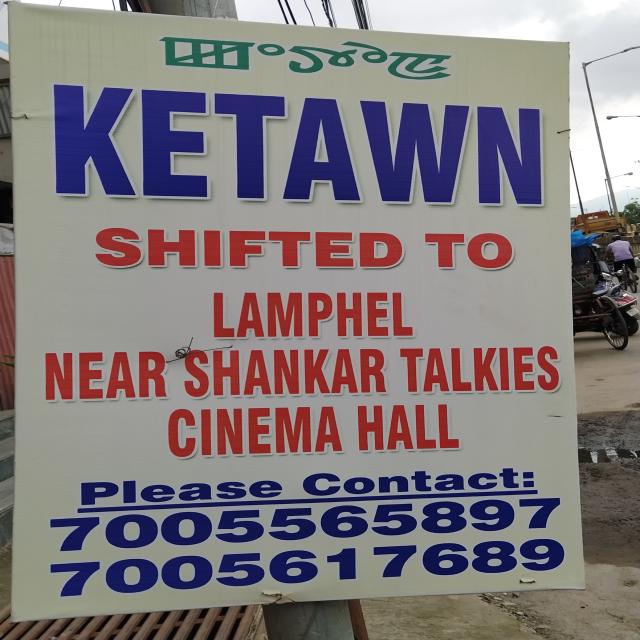 KETAWN
SHIFTED TO
LAMPHEL
NEAR SHANKAR TALKIES
CINEMA HALL
Please Contact:
7005565897
7005617689